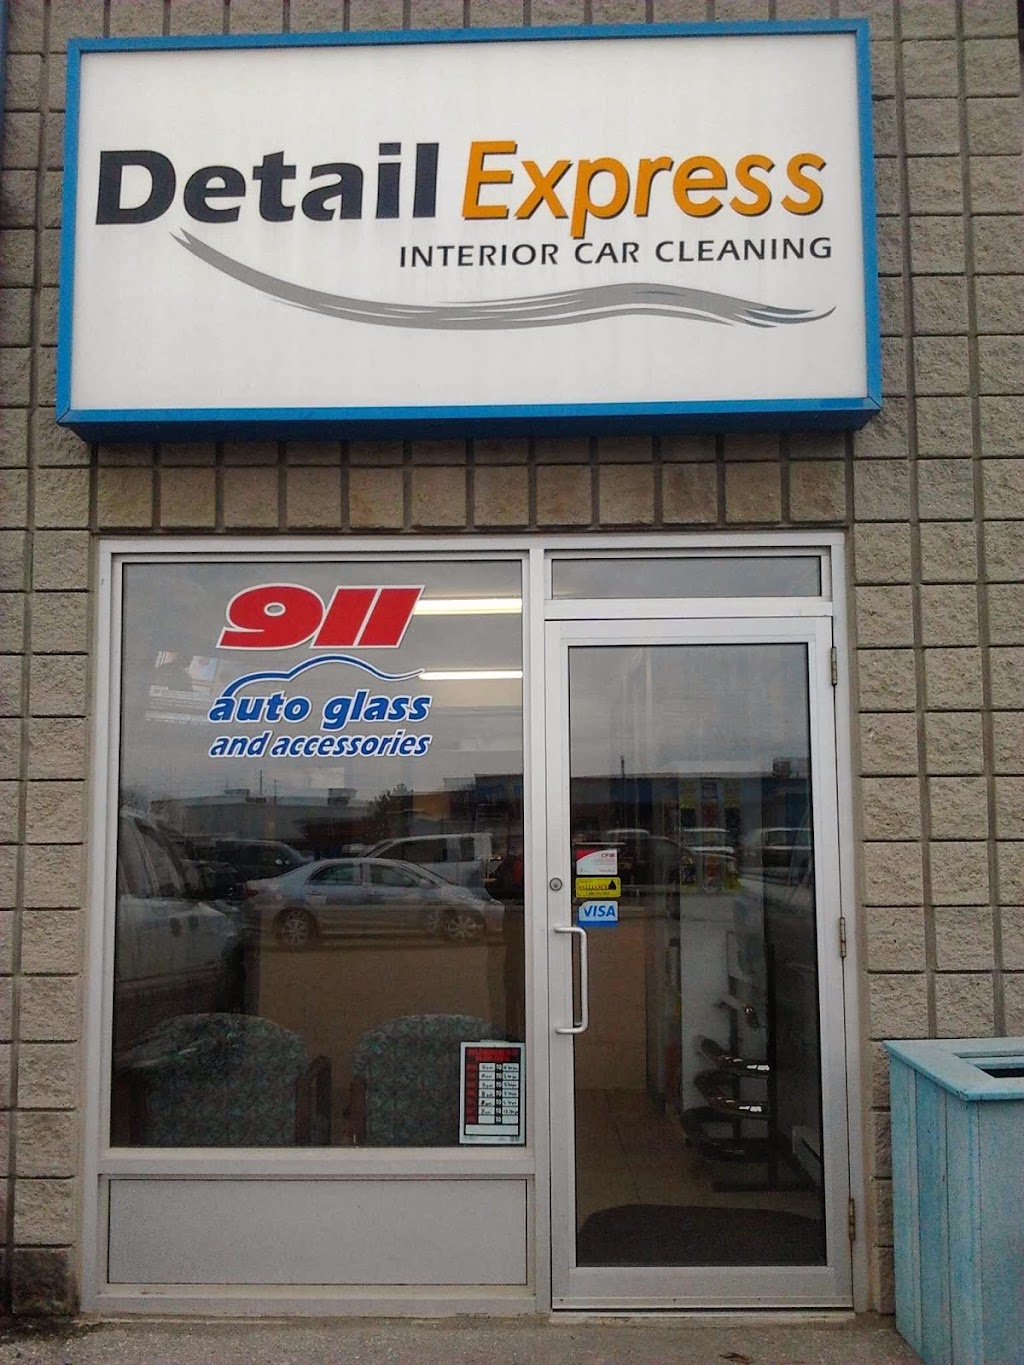 Detail Express
INTERIOR CAR CLEANING
911
auto glass
and accessories
VISA